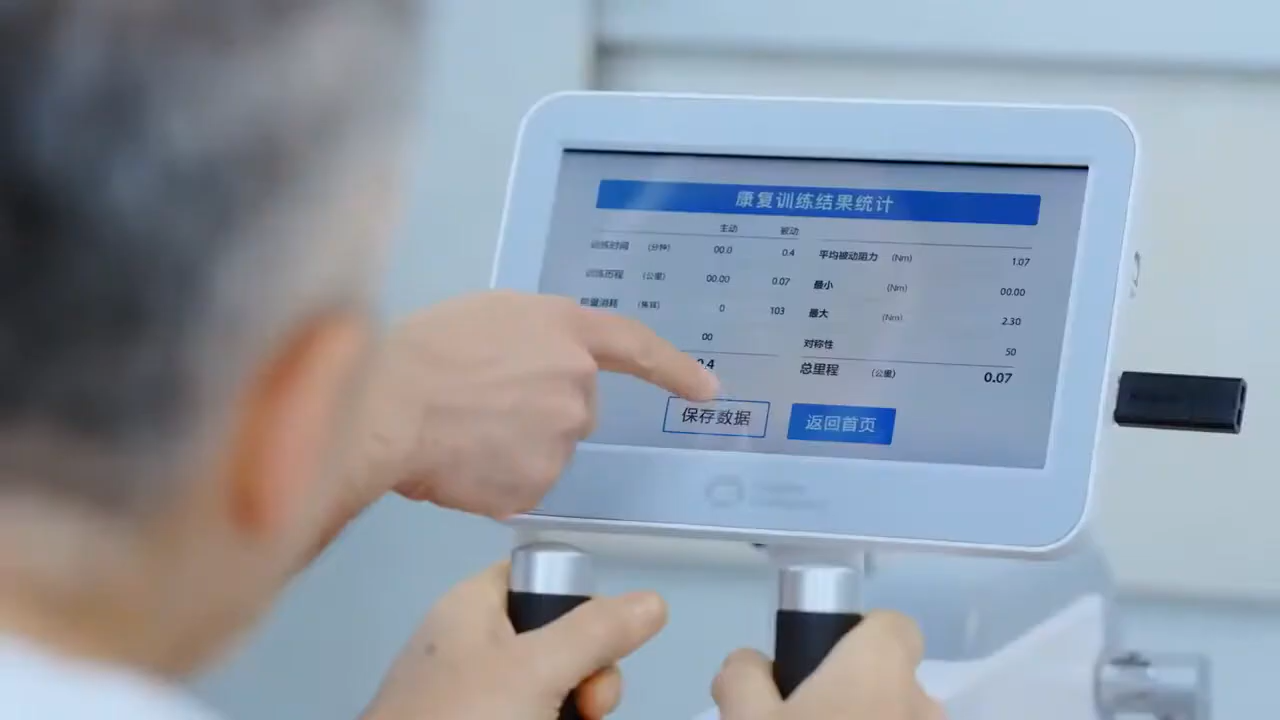 康复训练结果统计
主动 被动
训练时间 (分钟) 00.0 0.4
训练历程 (公里) 00.00 0.07
能量消耗 (焦耳) 0 103
00
0.4
平均被动阻力 (Nm) 1.07
最小 (Nm) 00.00
最大 (Nm) 2.30
对称性 50
总里程 (公里) 0.07
保存数据 返回首页